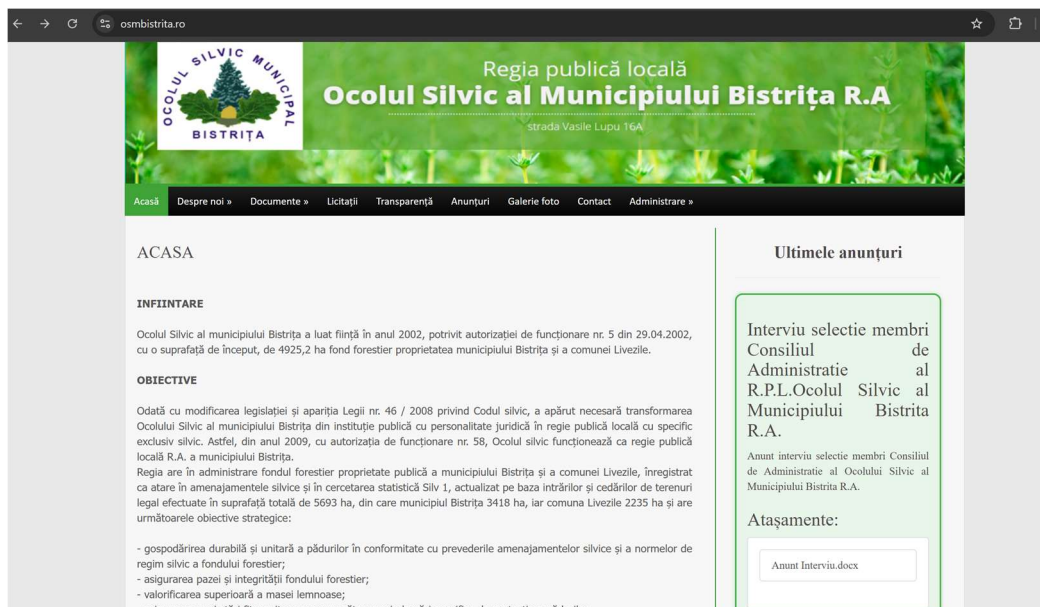 osmbistrita.ro
OCOLUL SILVIC MUNICIPAL
BISTRIȚA
Regia publică locală
Ocolul Silvic al Municipiului Bistrița R.A
strada Vasile Lupu 16A
Acasă Despre noi » Documente » Licitații Transparență Anunțuri Galerie foto Contact Administrare »
ACASA
INFIINTARE
Ocolul Silvic al municipiului Bistrița a luat ființă în anul 2002, potrivit autorizației de funcționare nr. 5 din 29.04.2002,
cu o suprafață de început, de 4925,2 ha fond forestier proprietatea municipiului Bistrița și a comunei Livezile.
OBIECTIVE
Odată cu modificarea legislației și apariția Legii nr. 46 / 2008 privind Codul silvic, a apărut necesară transformarea
Ocolului Silvic al municipiului Bistrița din instituție publică cu personalitate juridică în regie publică locală cu specific
exclusiv silvic. Astfel, din anul 2009, cu autorizația de funcționare nr. 58, Ocolul silvic funcționează ca regie publică
locală R.A. a municipiului Bistrița.
Regia are în administrare fondul forestier proprietate publică a municipiului Bistrița și a comunei Livezile, înregistrat
ca atare în amenajamentele silvice și în cercetarea statistică Silv 1, actualizat pe baza intrărilor și cedărilor de terenuri
legal efectuate în suprafață totală de 5693 ha, din care municipiul Bistrița 3418 ha, iar comuna Livezile 2235 ha și are
următoarele obiective strategice:
- gospodărirea durabilă și unitară a pădurilor în conformitate cu prevederile amenajamentelor silvice și a normelor de
regim silvic a fondului forestier;
- asigurarea pazei și integrității fondului forestier;
- valorificarea superioară a masei lemnoase;
Ultimele anunțuri
Interviu selectie membri
Consiliul de
Administratie al
R.P.L.Ocolul Silvic al
Municipiului Bistrita
R.A.
Anunt interviu selectie membri Consiliul
de Administratie al Ocolului Silvic al
Municipiului Bistrita R.A.
Atașamente:
Anunt Interviu.docx